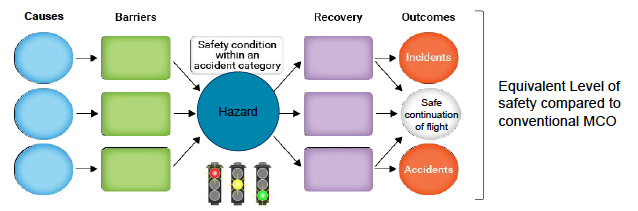 Causes
Barriers
Recovery
Outcomes
Safety condition
within an
accident category
Hazard
Incidents
Safe
continuation
of flight
Accidents
Equivalent Level of
safety compared to
conventional MCO